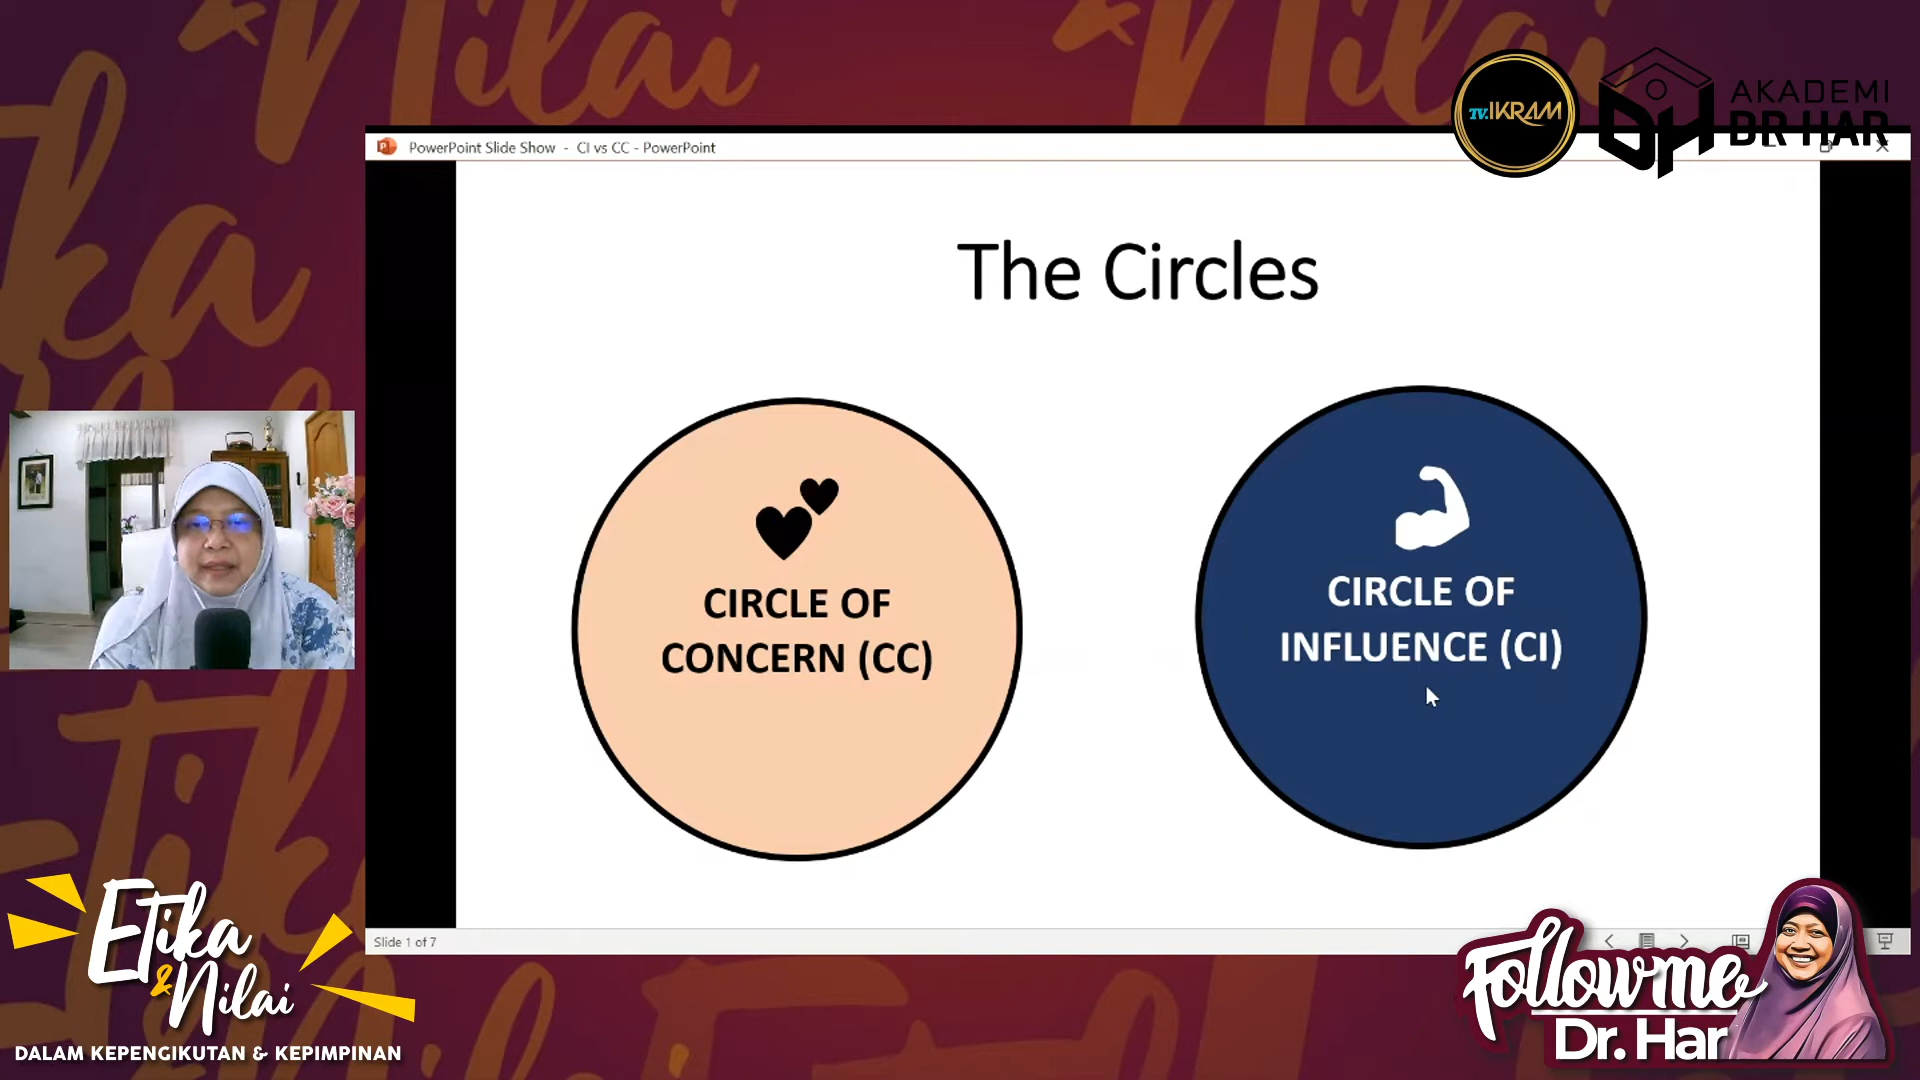 TV.IKRAM
AKADEMI
DR HAR
PowerPoint Slide Show - CI vs CC - PowerPoint
The Circles
CIRCLE OF
CONCERN (CC)
CIRCLE OF
INFLUENCE (CI)
Slide 1 of 7
Etika
& Nilai
DALAM KEPENGIKUTAN & KEPIMPINAN
Follow me
Dr. Har